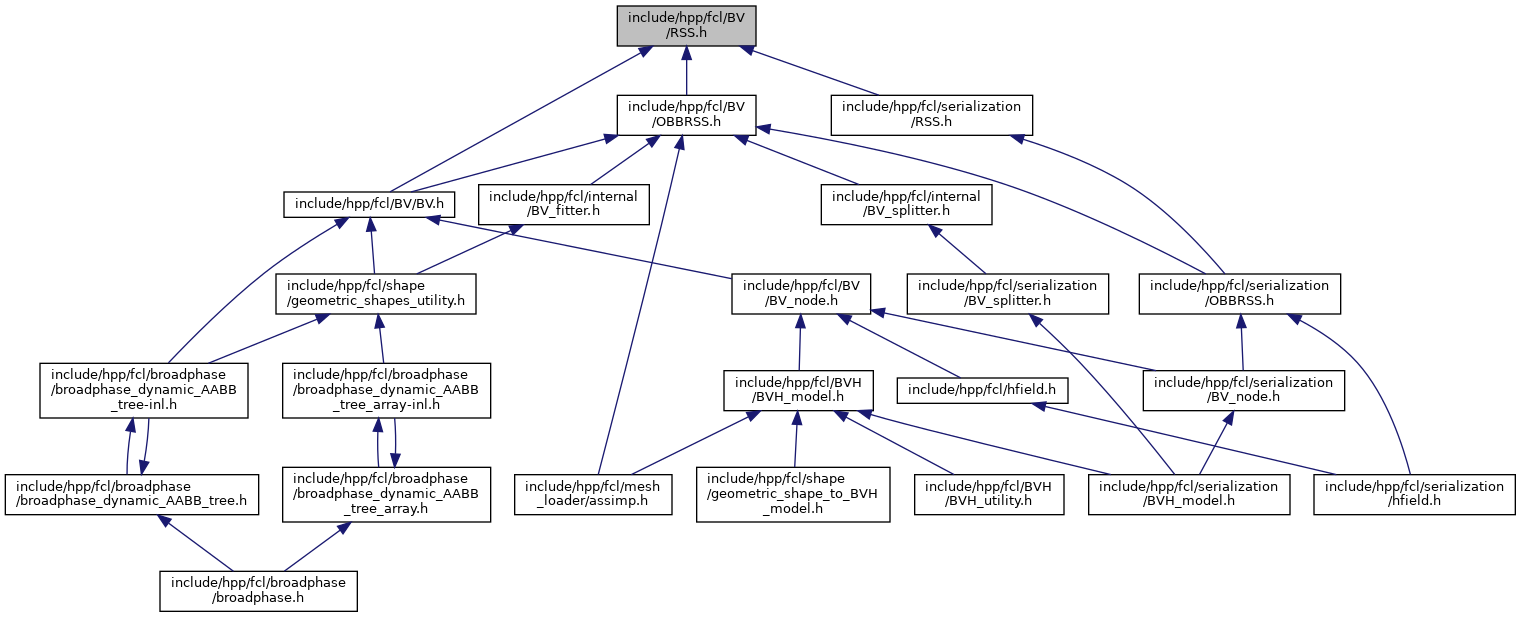 include/hpp/fcl/BV
/RSS.h
include/hpp/fcl/BV
/OBBRSS.h
include/hpp/fcl/serialization
/RSS.h
include/hpp/fcl/BV/BV.h
include/hpp/fcl/internal
/BV_fitter.h
include/hpp/fcl/internal
/BV_splitter.h
include/hpp/fcl/shape
/geometric_shapes_utility.h
include/hpp/fcl/BV
/BV_node.h
include/hpp/fcl/serialization
/BV_splitter.h
include/hpp/fcl/serialization
/OBBRSS.h
include/hpp/fcl/broadphase
/broadphase_dynamic_AABB
_tree-inl.h
include/hpp/fcl/broadphase
/broadphase_dynamic_AABB
_tree_array-inl.h
include/hpp/fcl/BVH
/BVH_model.h
include/hpp/fcl/hfield.h
include/hpp/fcl/serialization
/BV_node.h
include/hpp/fcl/broadphase
/broadphase_dynamic_AABB_tree.h
include/hpp/fcl/broadphase
/broadphase_dynamic_AABB
_tree_array.h
include/hpp/fcl/mesh
_loader/assimp.h
include/hpp/fcl/shape
/geometric_shape_to_BVH
_model.h
include/hpp/fcl/BVH
/BVH_utility.h
include/hpp/fcl/serialization
/BVH_model.h
include/hpp/fcl/serialization
/hfield.h
include/hpp/fcl/broadphase
/broadphase.h